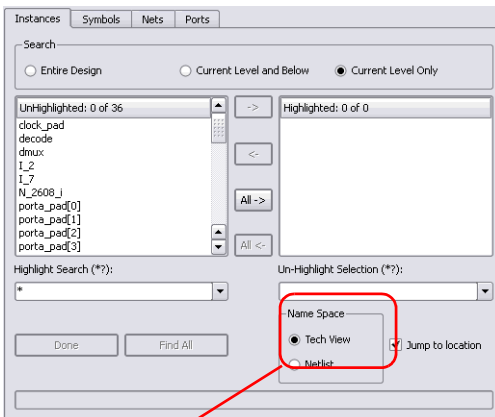 Instances Symbols Nets Ports
Search
Entire Design Current Level and Below Current Level Only
UnHighlighted: 0 of 36 -> Highlighted: 0 of 0
clock_pad
decode
dmux
I_2
I_7
N_2608_i
porta_pad[0]
porta_pad[1]
porta_pad[2]
porta_pad[3]
<-
All ->
All <-
Highlight Search (*?): Un-Highlight Selection (*?):
*
Name Space
Done Find All Tech View Jump to location
Netlist